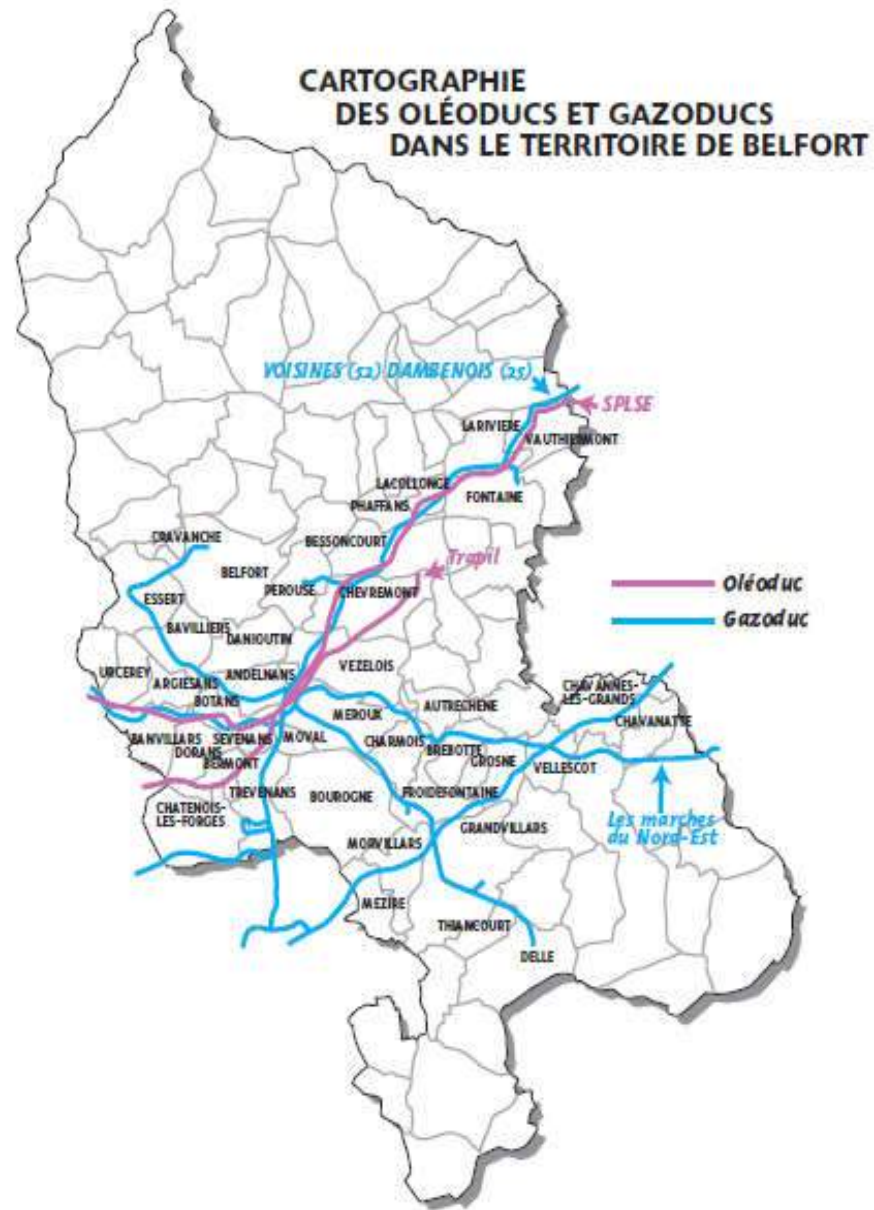 CARTOGRAPHIE
DES OLÉODUCS ET GAZODUCS
DANS LE TERRITOIRE DE BELFORT
VOISINES (52) DAMBENOIS (25)
SPLSE
LARIVIERE
VAUTHIERMONT
LACOLLONGE
FONTAINE
PHAFFANS
CRAVANCHE
BESSONCOURT
BELFORT
Trapil
PEROUSE
CHEVREMONT
Oléoduc
ESSERT
Gazoduc
BAVILLIERS
DANJOUTIN
VEZELOIS
URCEREY
ANDELNANS
ARGIESANS
CHAVANNES-
LES-GRANDS
BOTANS
AUTRECHENE
MEROUX
CHAVANATTE
BANVILLARS
SEVENANS
MOVAL
CHARMOIS
BREBOTTE
DORANS
GROSNE
BERMONT
VELLESCOT
TREVENANS
BOUROGNE
FROIDEFONTAINE
CHATENOIS-
LES-FORGES
Les marches
du Nord-Est
GRANDVILLARS
MORVILLARS
MEZIRE
THIANCOURT
DELLE